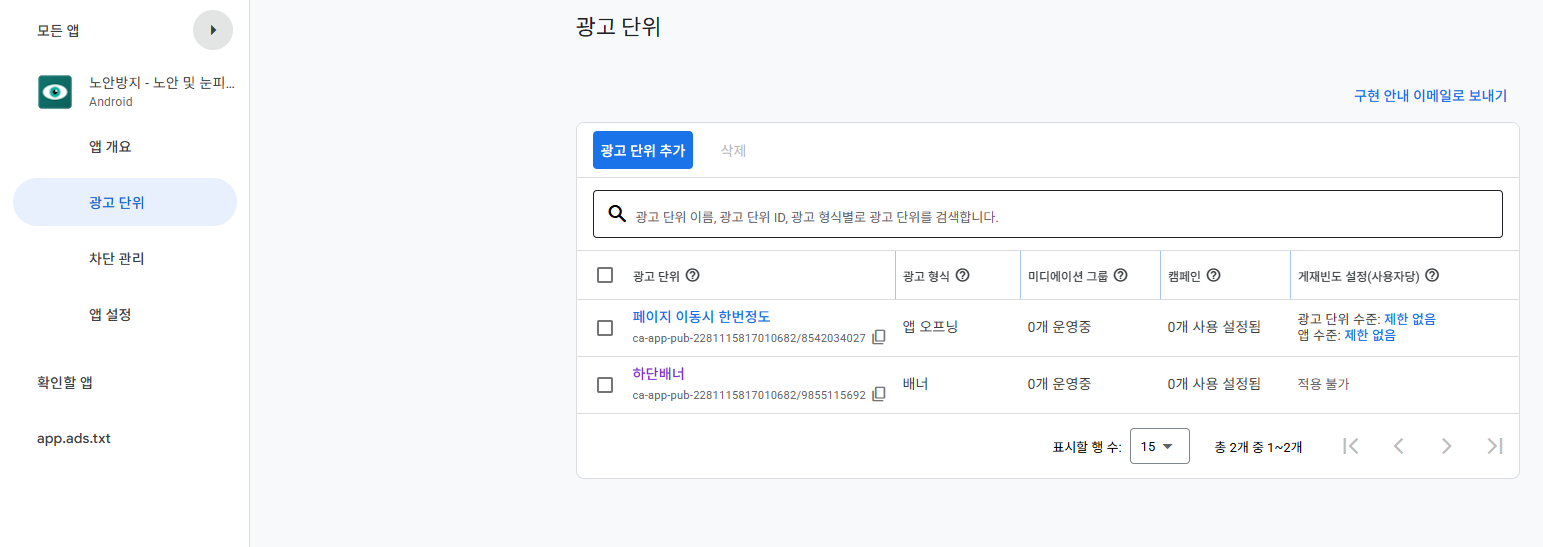 모든 앱
노안방지 - 노안 및 눈피...
Android
앱 개요
광고 단위
차단 관리
앱 설정
확인할 앱
app.ads.txt
광고 단위
구현 안내 이메일로 보내기
광고 단위 추가 삭제
광고 단위 이름, 광고 단위 ID, 광고 형식별로 광고 단위를 검색합니다.
광고 단위 광고 형식 미디에이션 그룹 캠페인 게재빈도 설정(사용자당)
페이지 이동시 한번정도
ca-app-pub-2281115817010682/8542034027
앱 오프닝 0개 운영중 0개 사용 설정됨
광고 단위 수준: 제한 없음
앱 수준: 제한 없음
하단배너
ca-app-pub-2281115817010682/9855115692
배너 0개 운영중 0개 사용 설정됨 적용 불가
표시할 행 수: 15 총 2개 중 1~2개